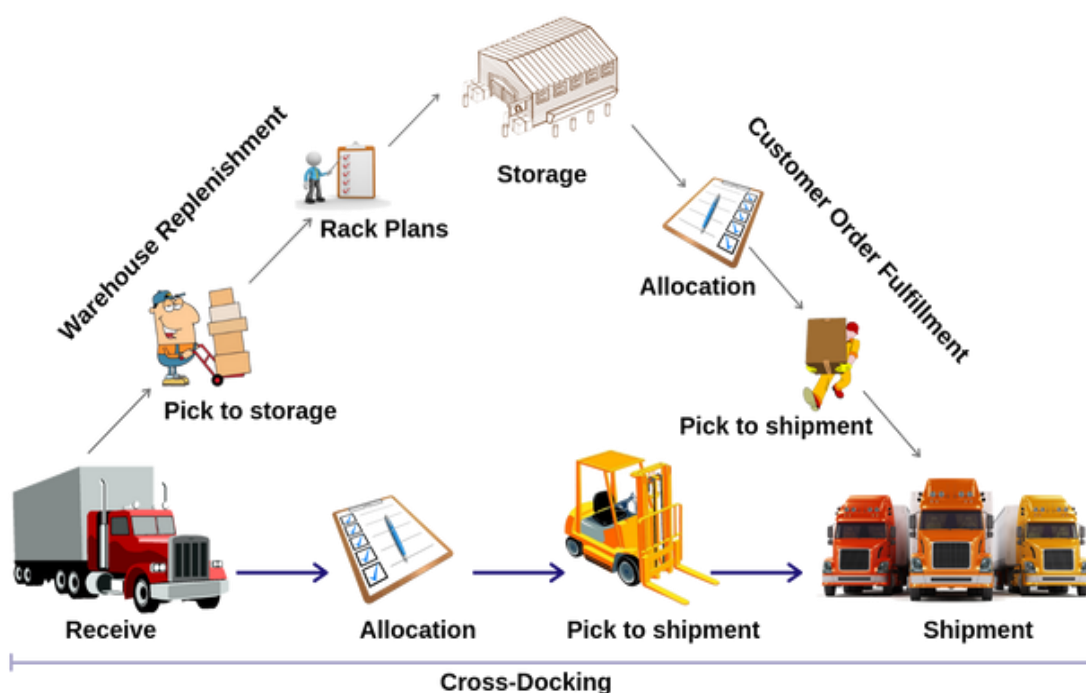 Storage
Warehouse Replenishment
Customer Order Fulfillment
Rack Plans
Allocation
Pick to storage
Pick to shipment
Receive
Allocation
Pick to shipment
Shipment
Cross-Docking